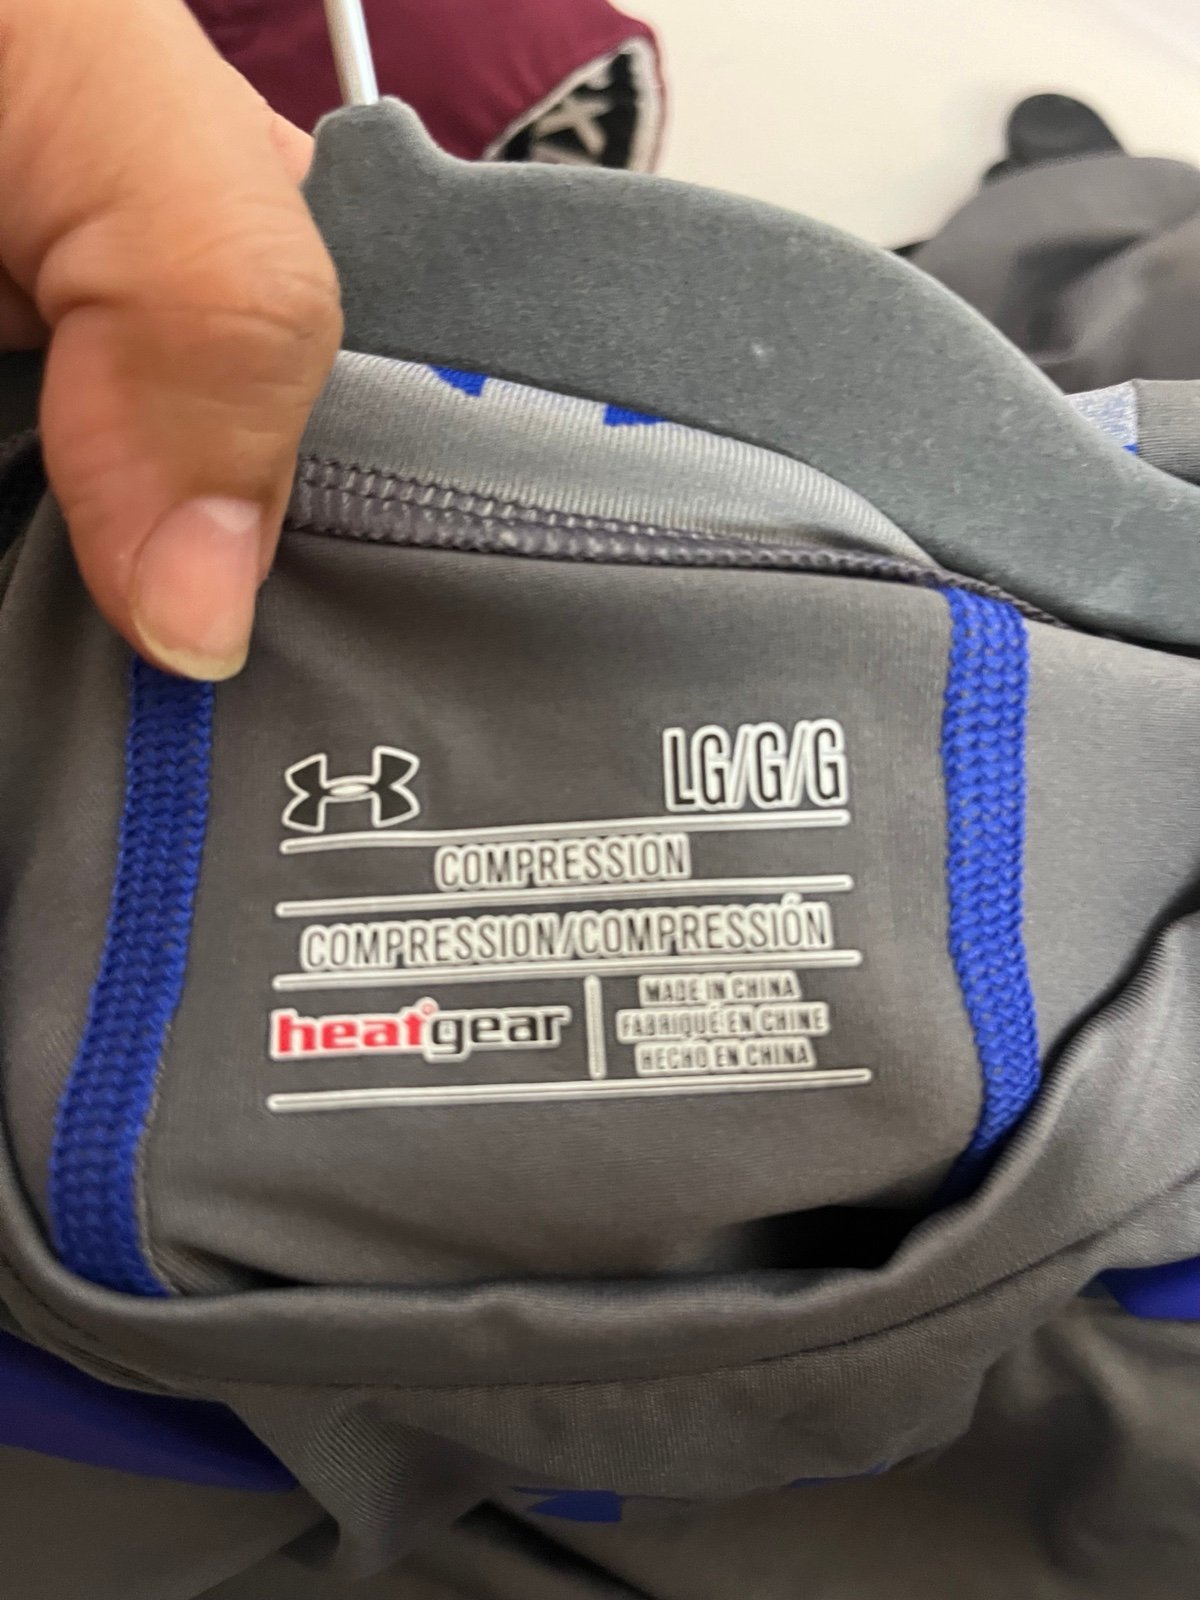 LG/G/G
COMPRESSION
COMPRESSION/COMPRESSIÓN
heatgear
MADE IN CHINA
FABRIQUÉ EN CHINE
HECHO EN CHINA